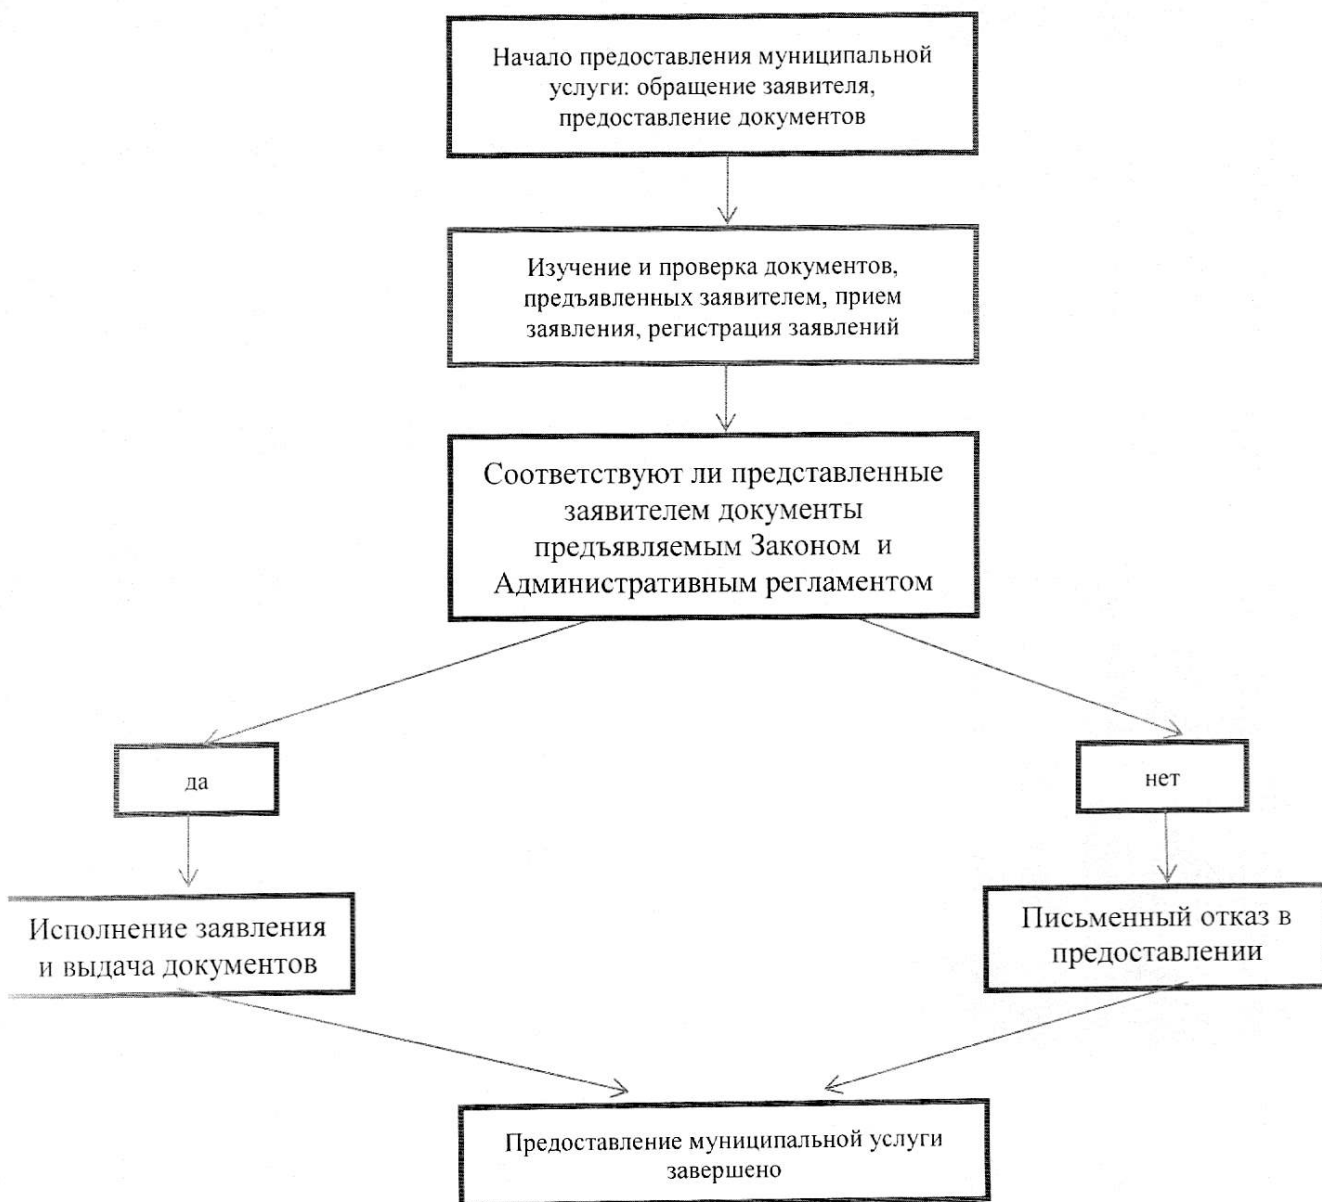 Начало предоставления муниципальной
услуги: обращение заявителя,
предоставление документов
Изучение и проверка документов,
предъявленных заявителем, прием
заявления, регистрация заявлений
Соответствуют ли представленные
заявителем документы
предъявляемым Законом и
Административным регламентом
да
нет
Исполнение заявления
и выдача документов
Письменный отказ в
предоставлении
Предоставление муниципальной услуги
завершено